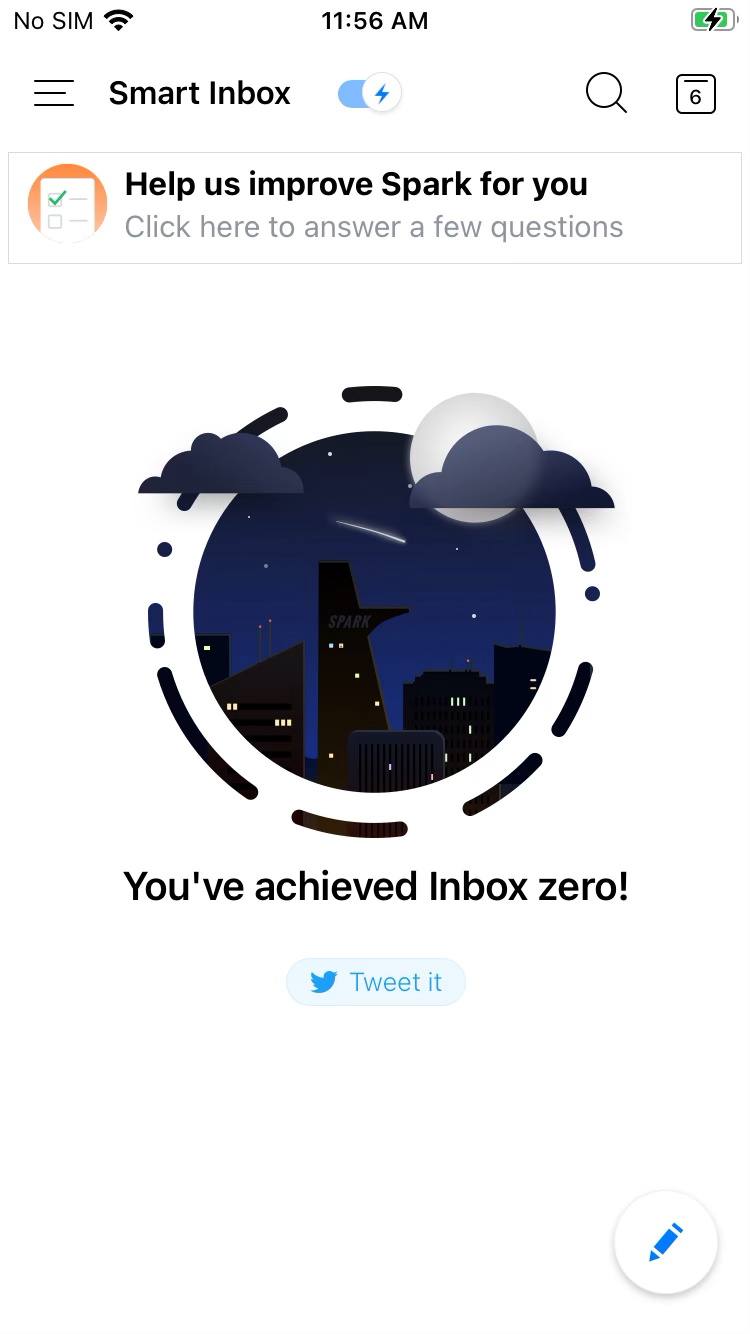 No SIM 11:56 AM
Smart Inbox 6
Help us improve Spark for you
Click here to answer a few questions
SPARK
You've achieved Inbox zero!
Tweet it